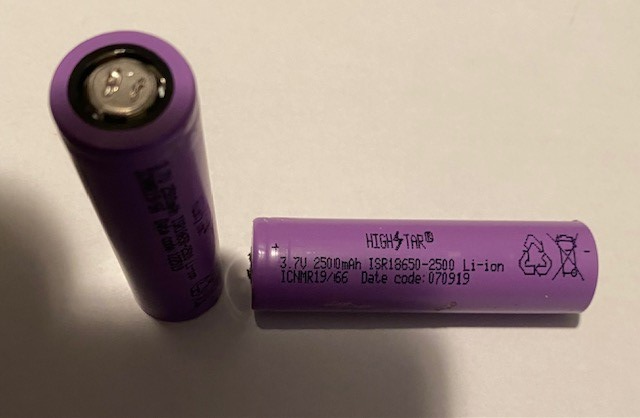 HIGHSTAR®
+ -
3.7V 2500mAh ISR18650-2500 Li-ion
ICNMR19/66 Date code:070919